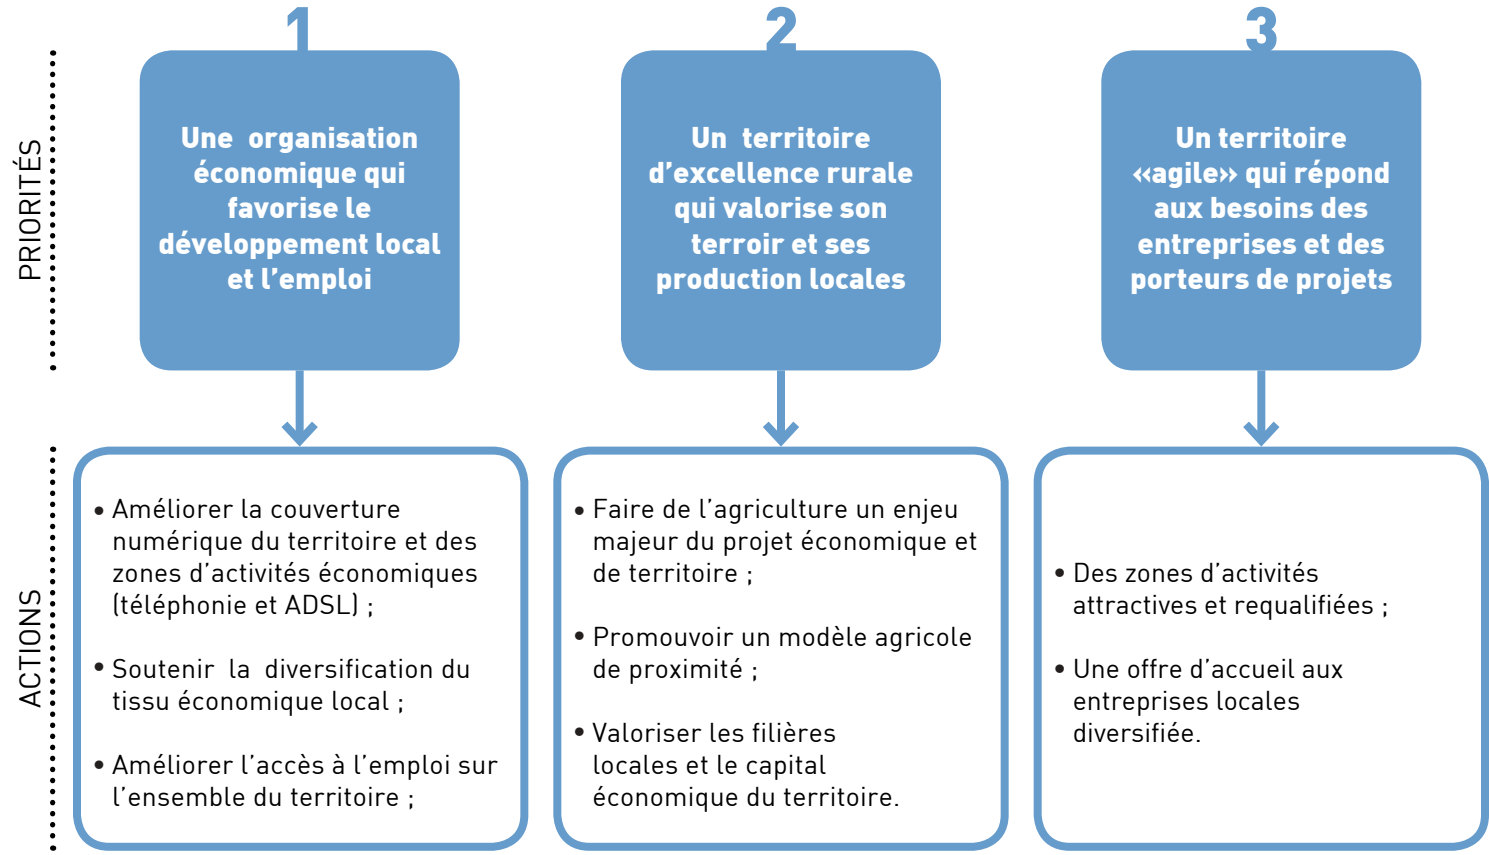 PRIORITÉS
1
Une organisation
économique qui
favorise le
développement local
et l’emploi
2
Un territoire
d’excellence rurale
qui valorise son
terroir et ses
production locales
3
Un territoire
«agile» qui répond
aux besoins des
entreprises et des
porteurs de projets
ACTIONS
• Améliorer la couverture
numérique du territoire et des
zones d’activités économiques
(téléphonie et ADSL) ;
• Soutenir la diversification du
tissu économique local ;
• Améliorer l’accès à l’emploi sur
l’ensemble du territoire ;
• Faire de l’agriculture un enjeu
majeur du projet économique et
de territoire ;
• Promouvoir un modèle agricole
de proximité ;
• Valoriser les filières
locales et le capital
économique du territoire.
• Des zones d’activités
attractives et requalifiées ;
• Une offre d’accueil aux
entreprises locales
diversifiée.